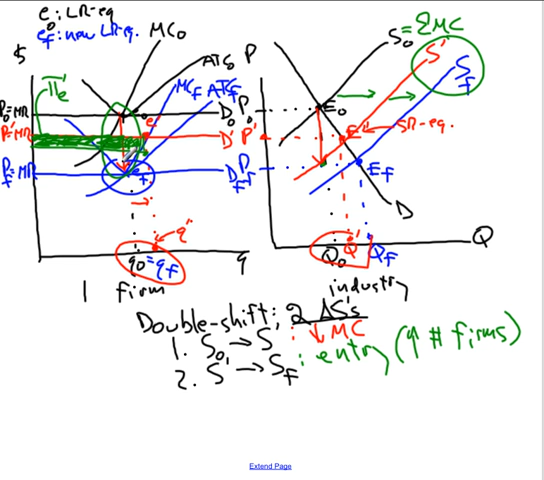 e₀: LR-eq
e_f: new LR-eq.
$
MC₀
ATC₀
P
MC_f
ATC_f
π'e
P₀=MR
D₀
P₀
E₀
S₀ = ΣMC
S'
S_f
P'=MR
e'
D'
P'
E'
SR-eq.
P_f=MR
e_f
D_f
P_f
E_f
D
q'
q₀=q_f
q
Q₀
Q'
Q_f
Q
1 firm
industry
Double-shift: 2 ΔS's
1. S₀ → S' : ↓ MC
2. S' → S_f : entry (↑ # firms)
Extend Page